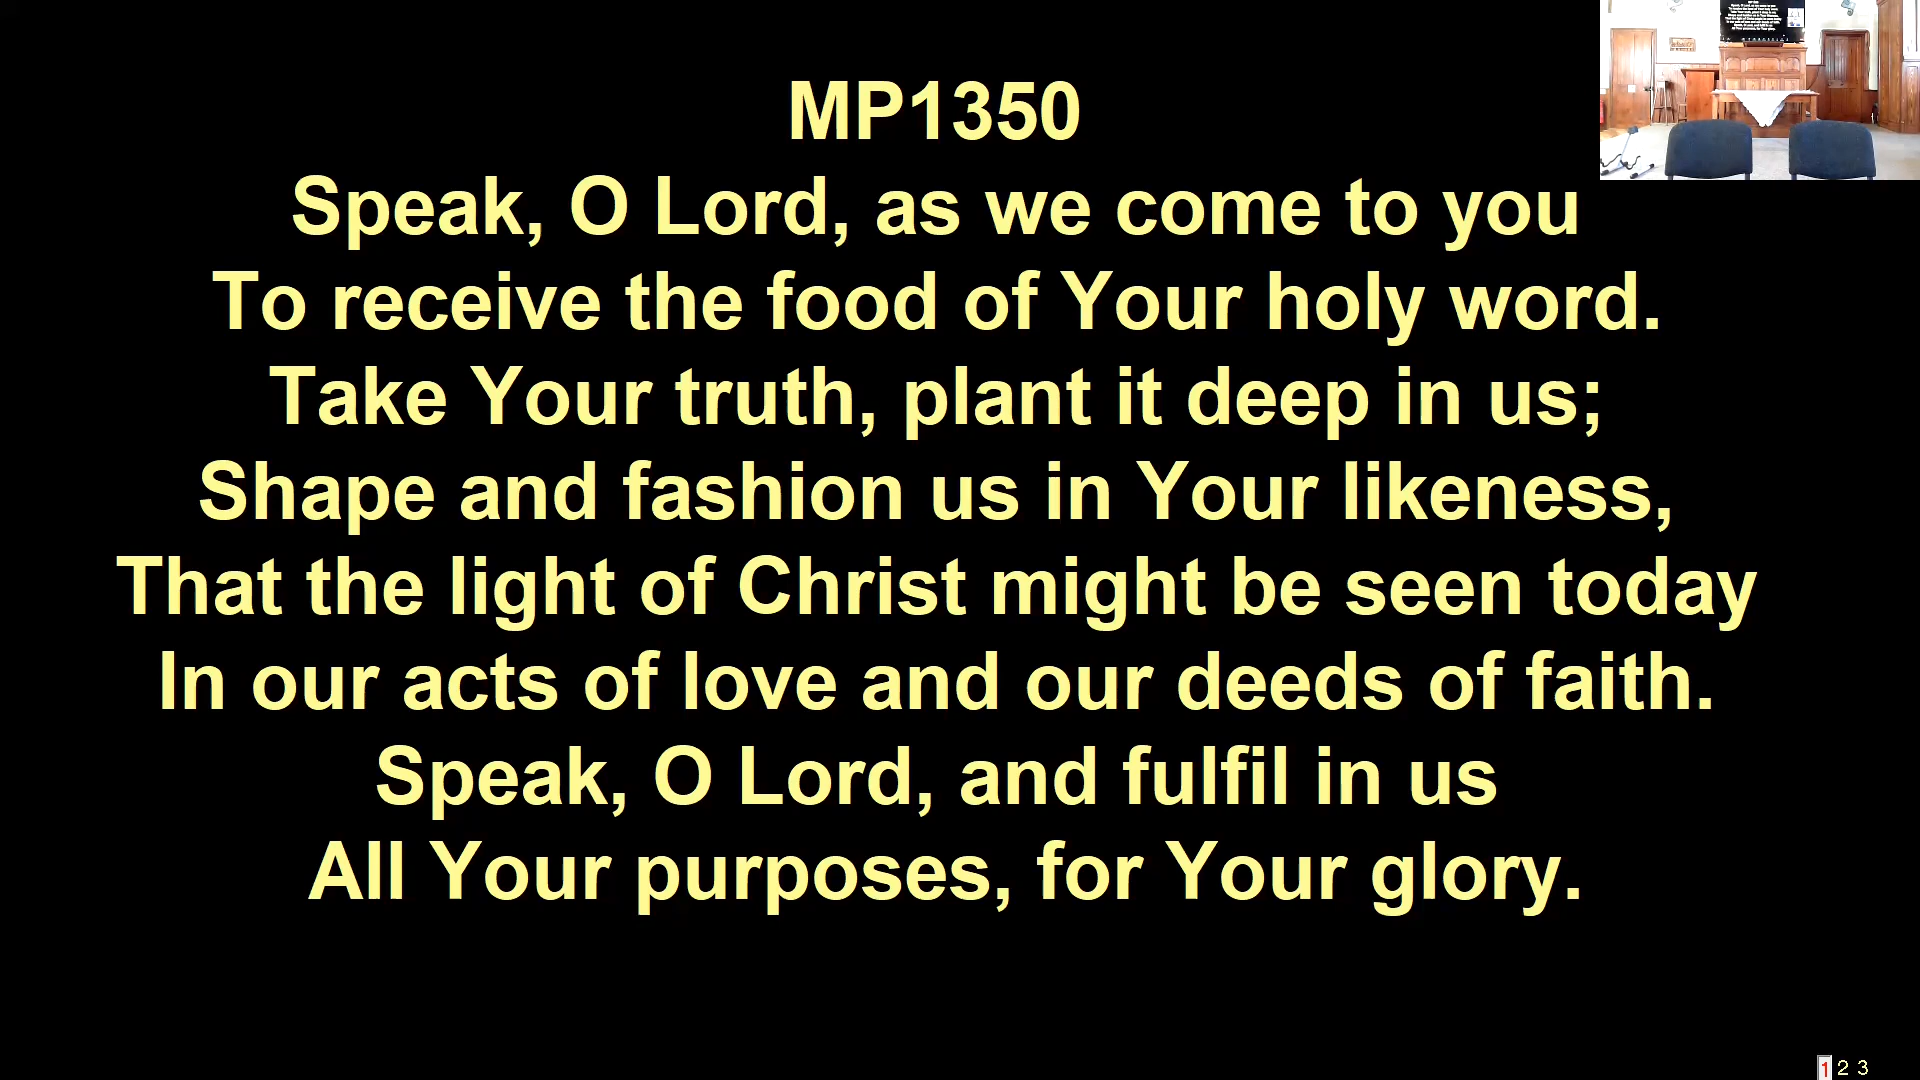 MP1350
Speak, O Lord, as we come to you
To receive the food of Your holy word.
Take Your truth, plant it deep in us;
Shape and fashion us in Your likeness,
That the light of Christ might be seen today
In our acts of love and our deeds of faith.
Speak, O Lord, and fulfil in us
All Your purposes, for Your glory.
1 2 3